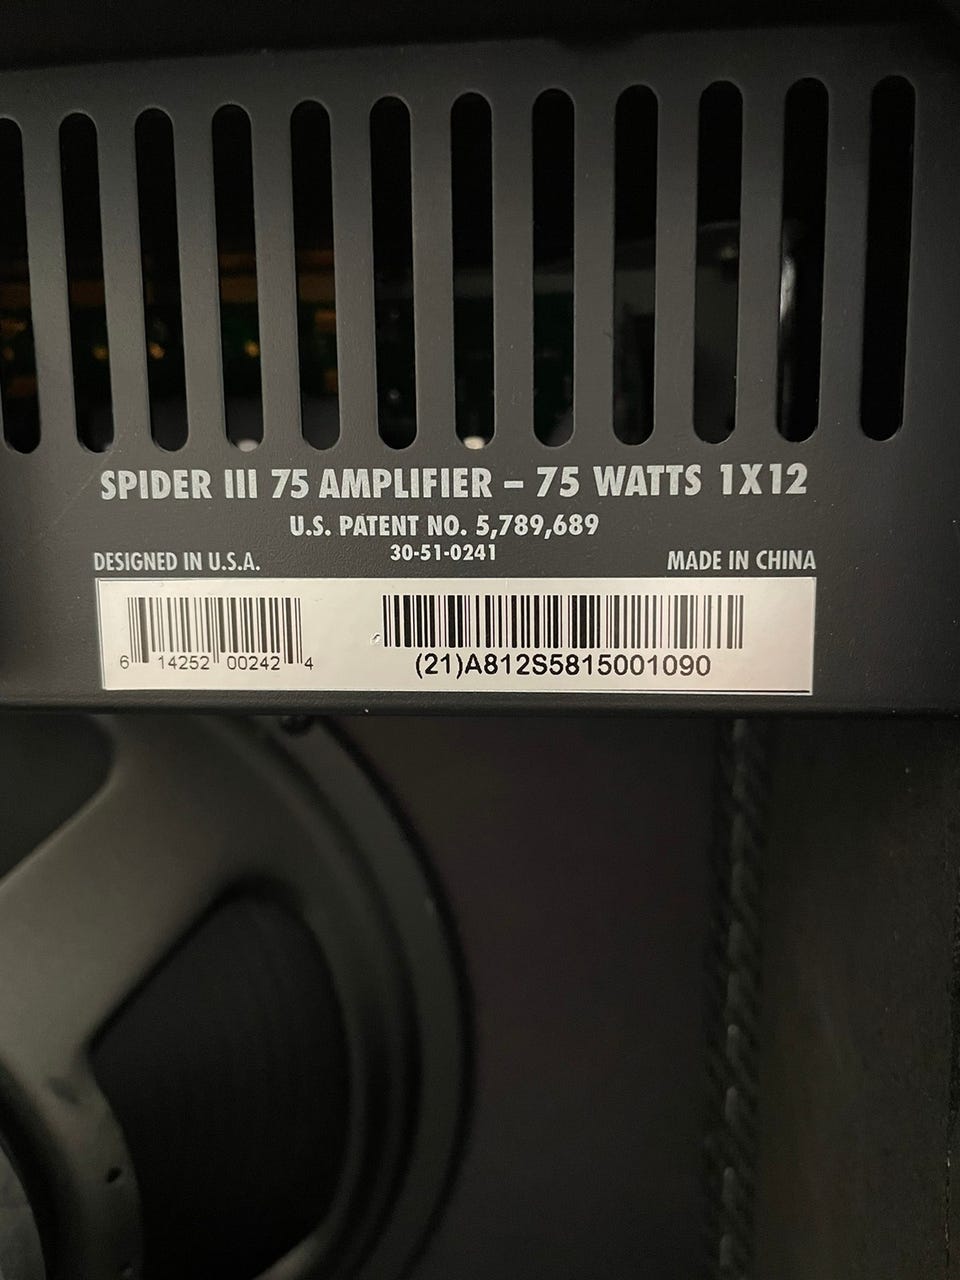 SPIDER III 75 AMPLIFIER – 75 WATTS 1X12
U.S. PATENT NO. 5,789,689
DESIGNED IN U.S.A. 30-51-0241 MADE IN CHINA
6 14252 00242 4 (21)A812S5815001090